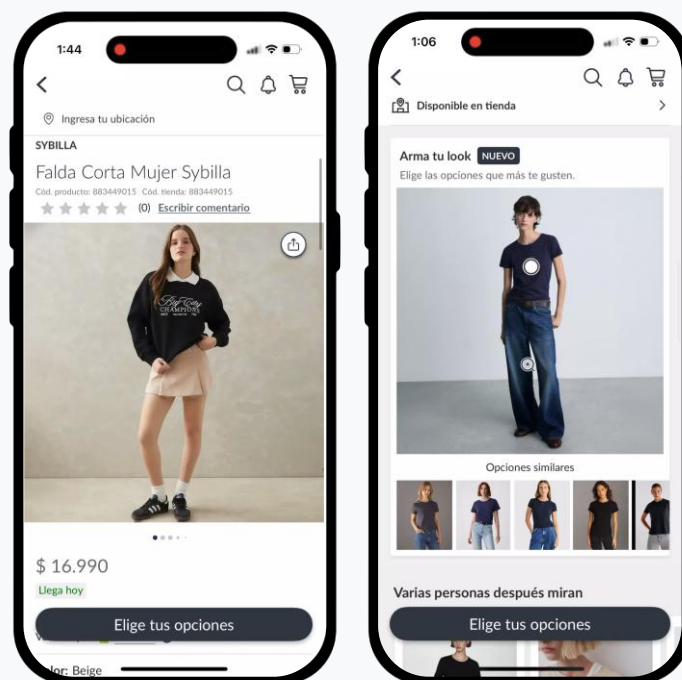 1:44
Ingresa tu ubicación
SYBILLA
Falda Corta Mujer Sybilla
Cód. producto: 883449015 Cód. tienda: 883449015
(0) Escribir comentario
Big City
CHAMPIONS
$ 16.990
Llega hoy
Elige tus opciones
Color: Beige
1:06
Disponible en tienda
Arma tu look NUEVO
Elige las opciones que más te gusten.
Opciones similares
Varias personas después miran
Elige tus opciones